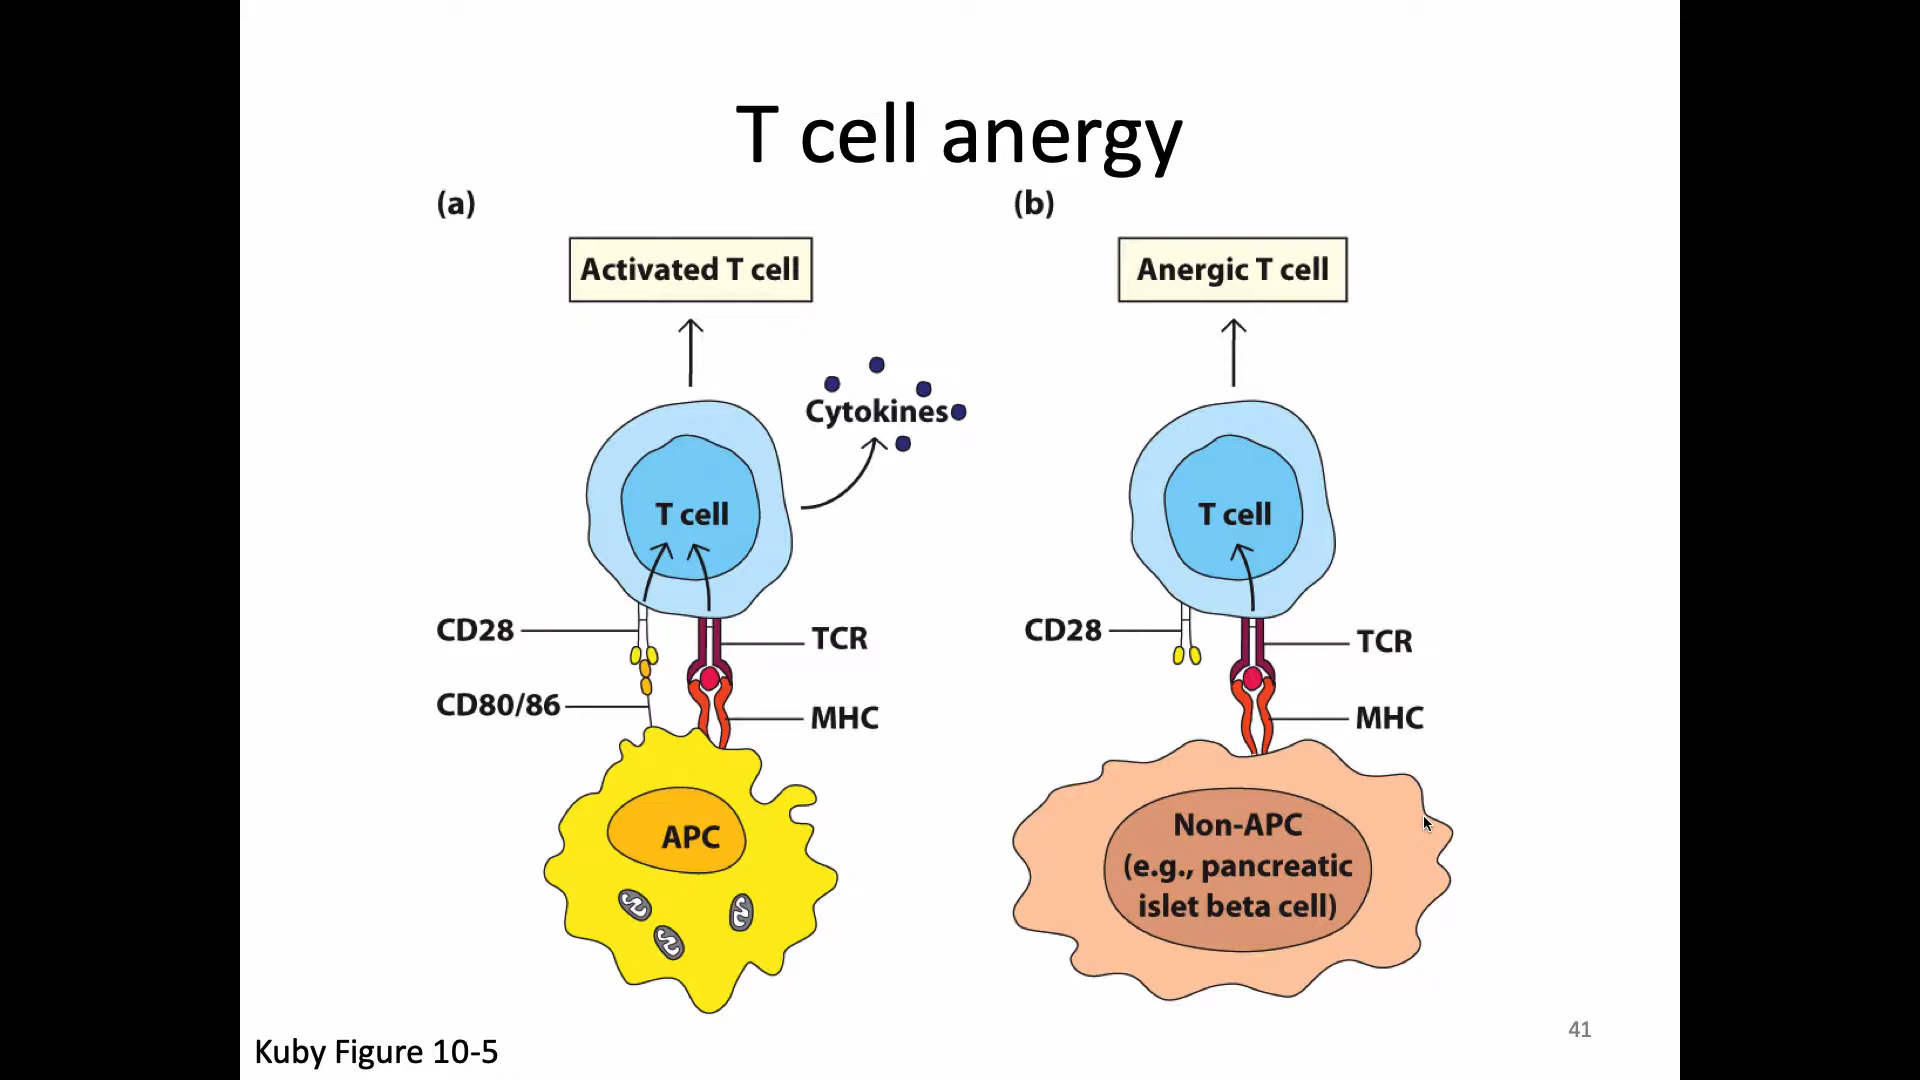 T cell anergy
(a)
Activated T cell
Cytokines
T cell
CD28
TCR
CD80/86
MHC
APC
(b)
Anergic T cell
T cell
CD28
TCR
MHC
Non-APC
(e.g., pancreatic
islet beta cell)
Kuby Figure 10-5
41